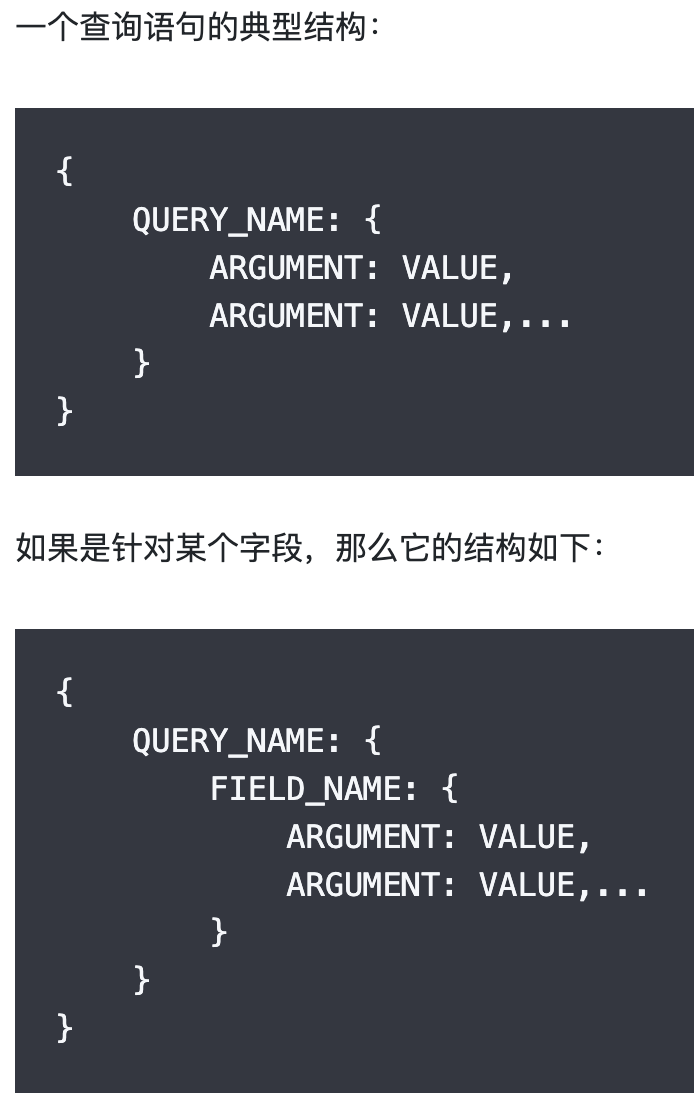 一个查询语句的典型结构：
{
    QUERY_NAME: {
        ARGUMENT: VALUE,
        ARGUMENT: VALUE,...
    }
}
如果是针对某个字段，那么它的结构如下：
{
    QUERY_NAME: {
        FIELD_NAME: {
            ARGUMENT: VALUE,
            ARGUMENT: VALUE,...
        }
    }
}